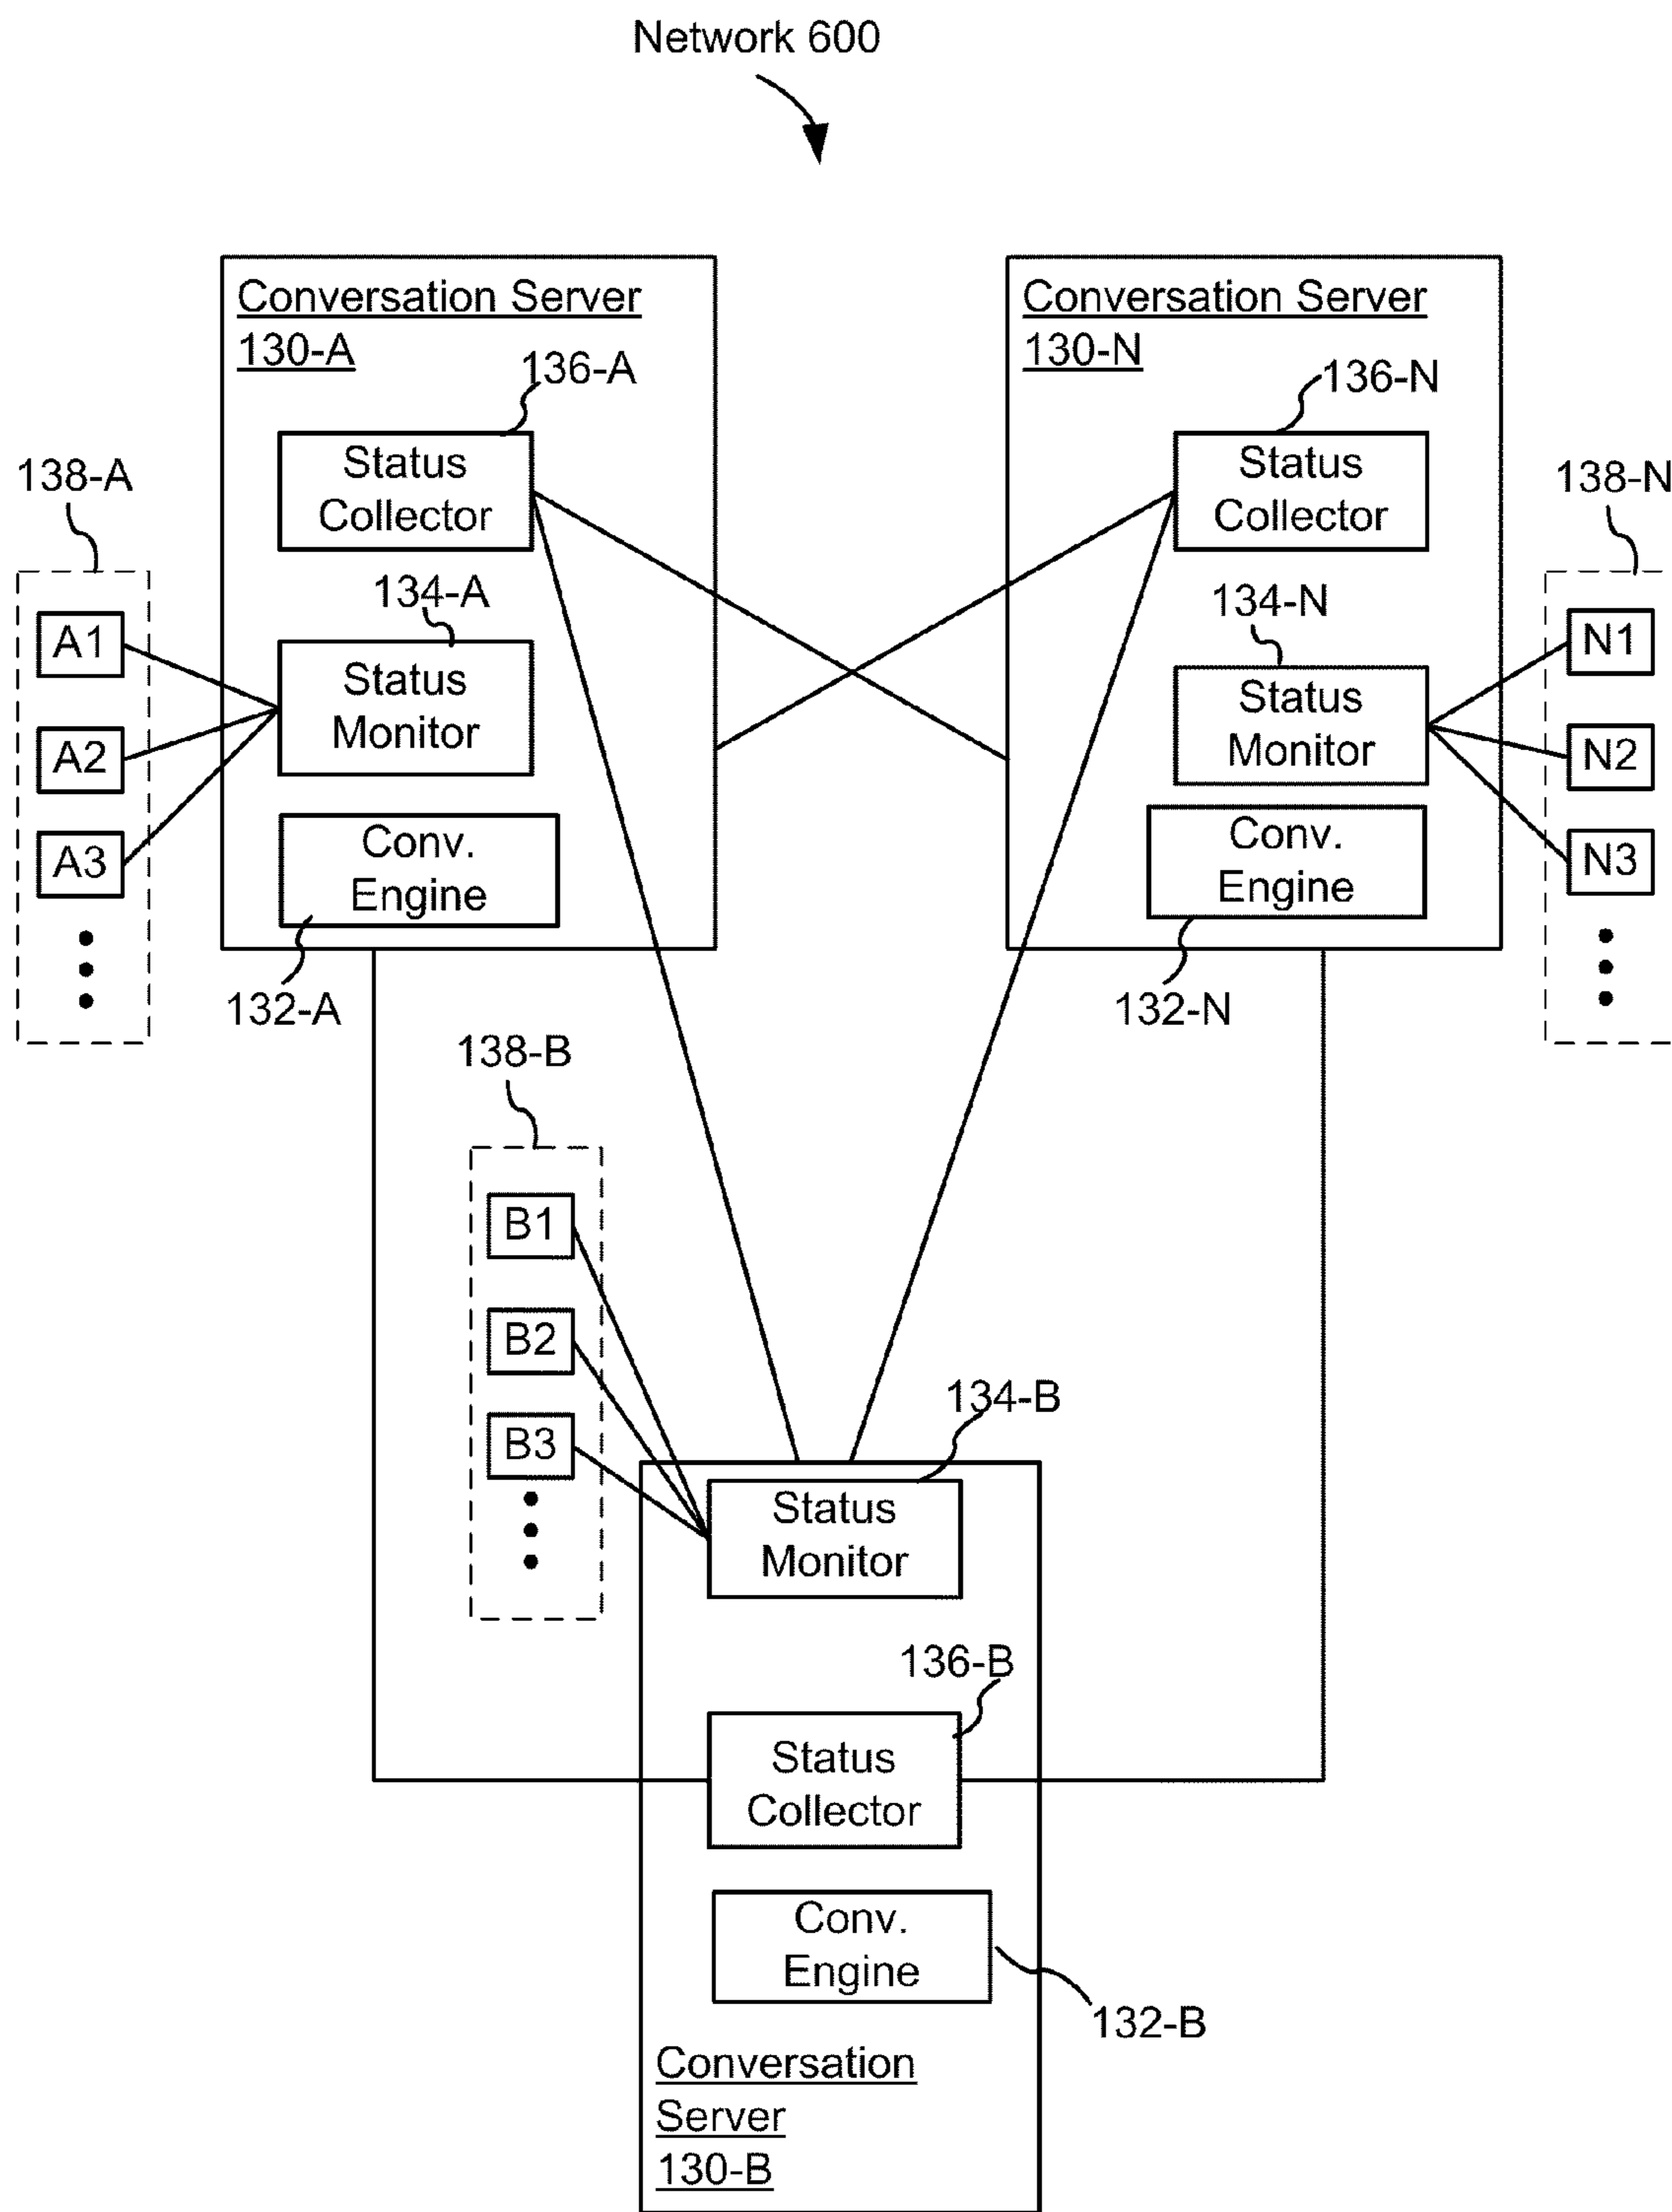 Network 600
Conversation Server
130-A
136-A
Status
Collector
138-A
134-A
A1
A2
A3
Status
Monitor
Conv.
Engine
132-A
Conversation Server
130-N
136-N
Status
Collector
138-N
134-N
Status
Monitor
N1
N2
N3
Conv.
Engine
132-N
138-B
B1
B2
B3
134-B
Status
Monitor
136-B
Status
Collector
Conv.
Engine
132-B
Conversation
Server
130-B